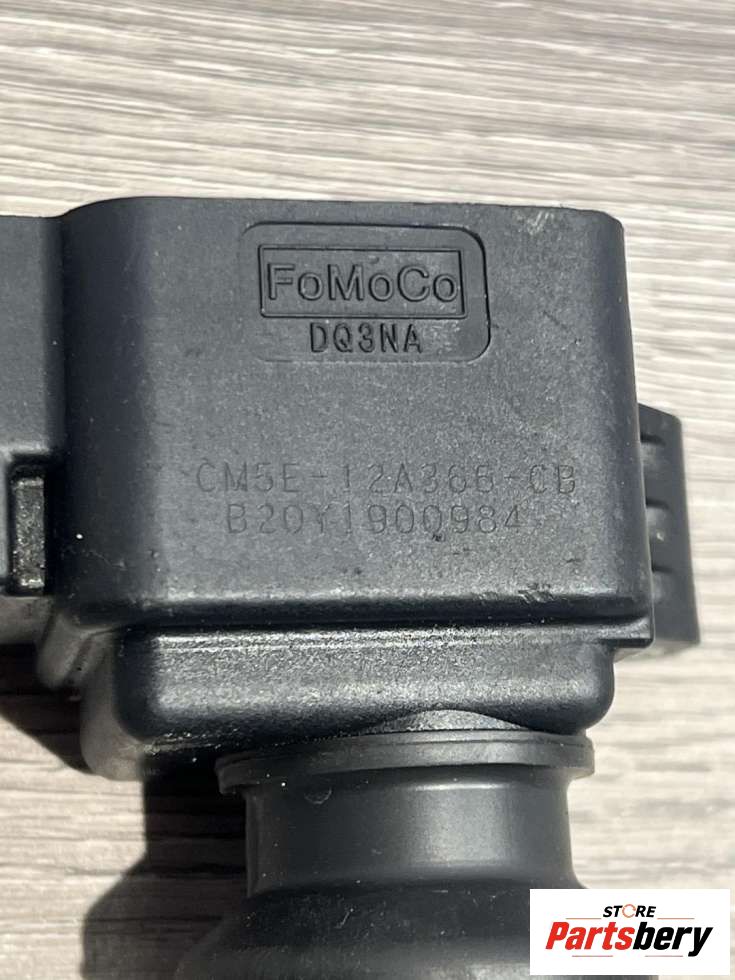 FoMoCo
DQ3NA
CM5E-12A366-CB
B20Y1900984
STORE
Partsbery